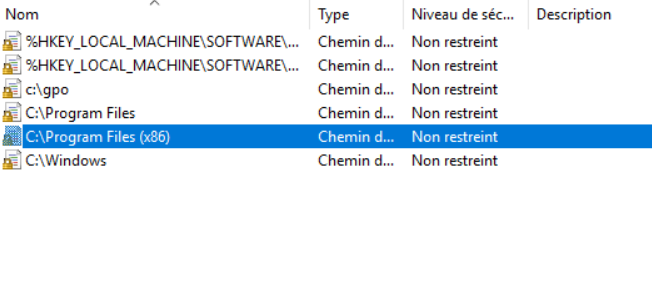 Nom Type Niveau de séc... Description
%HKEY_LOCAL_MACHINE\SOFTWARE\... Chemin d... Non restreint
%HKEY_LOCAL_MACHINE\SOFTWARE\... Chemin d... Non restreint
c:\gpo Chemin d... Non restreint
C:\Program Files Chemin d... Non restreint
C:\Program Files (x86) Chemin d... Non restreint
C:\Windows Chemin d... Non restreint